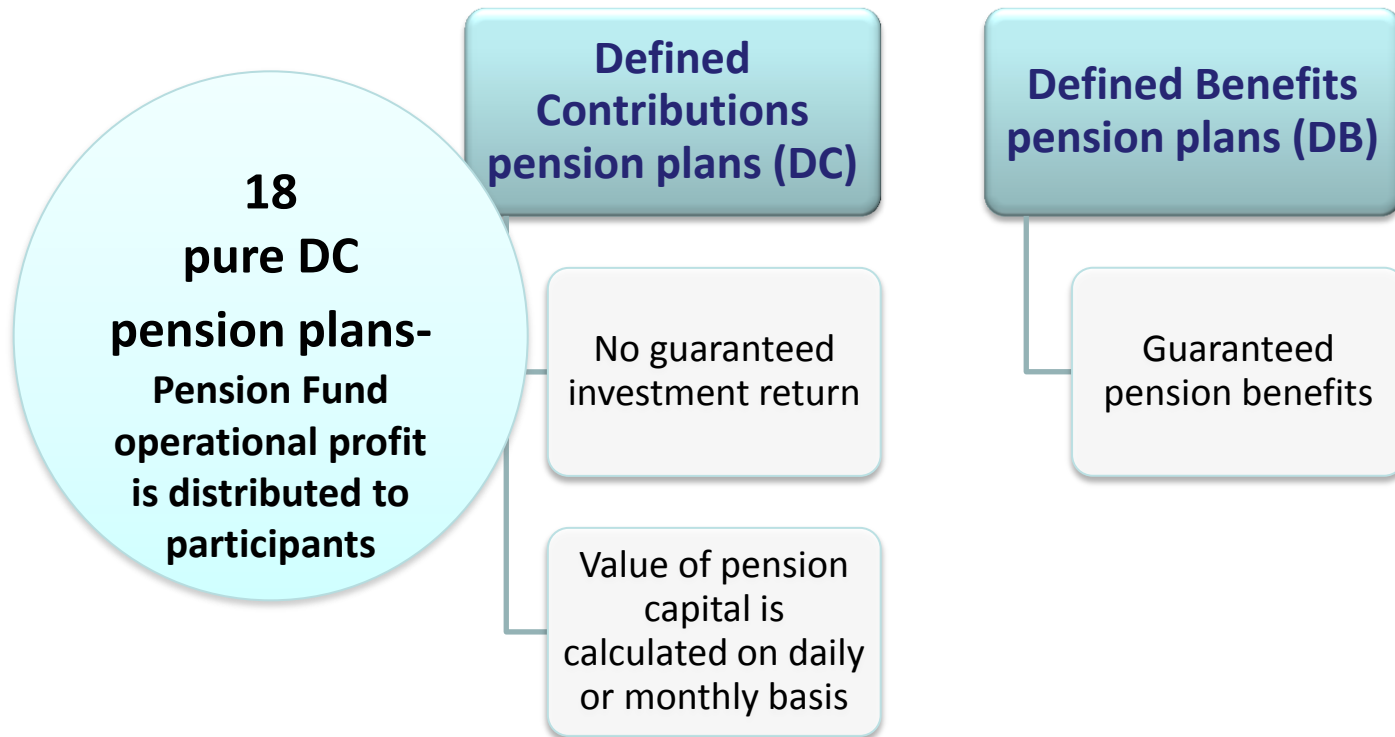 18
pure DC
pension plans-
Pension Fund
operational profit
is distributed to
participants
Defined
Contributions
pension plans (DC)
No guaranteed
investment return
Value of pension
capital is
calculated on daily
or monthly basis
Defined Benefits
pension plans (DB)
Guaranteed
pension benefits